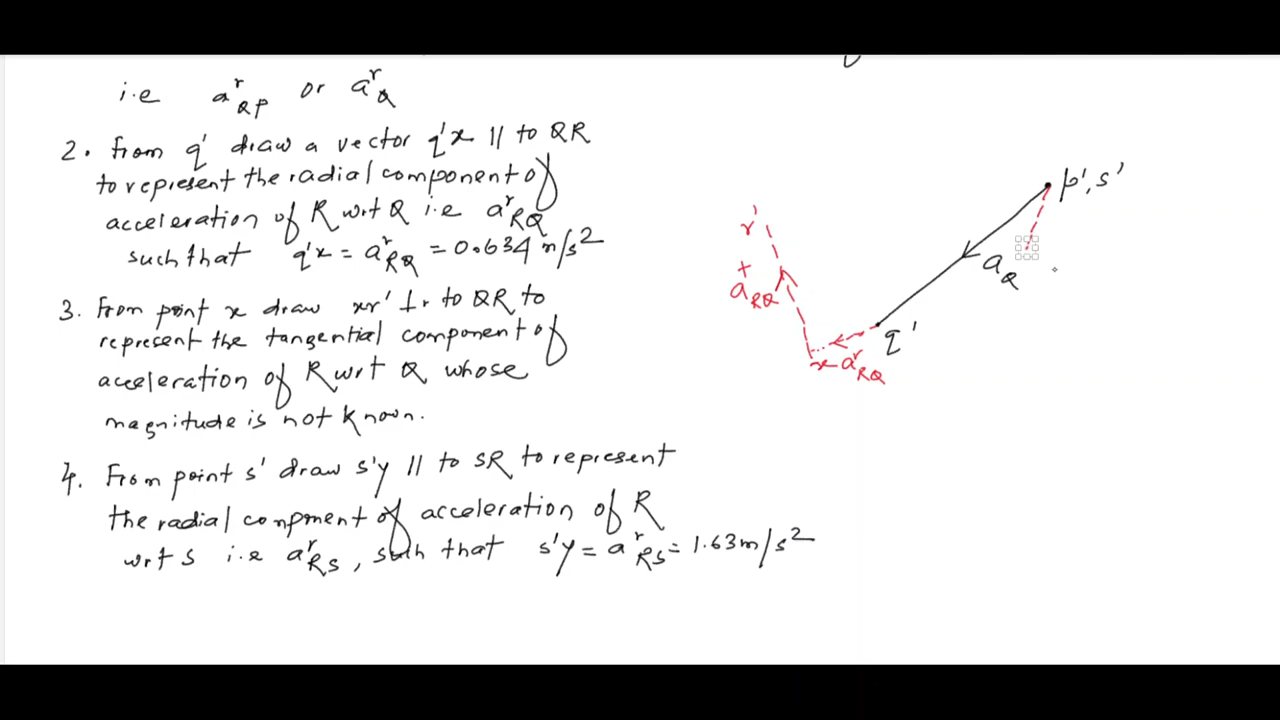 i.e a^r_QP or a^r_Q
2. From q' draw a vector q'x || to QR
to represent the radial component of
acceleration of R wrt Q i.e a^r_RQ
such that q'x = a^r_RQ = 0.634 m/s^2
3. From point x draw xr' ⊥r to QR to
represent the tangential component of
acceleration of R wrt Q whose
magnitude is not known.
4. From point s' draw s'y || to SR to represent
the radial component of acceleration of R
wrt S i.e a^r_RS, such that s'y = a^r_RS = 1.63 m/s^2
p', s'
r'
a_Q
a^t_RQ
q'
x a^r_RQ